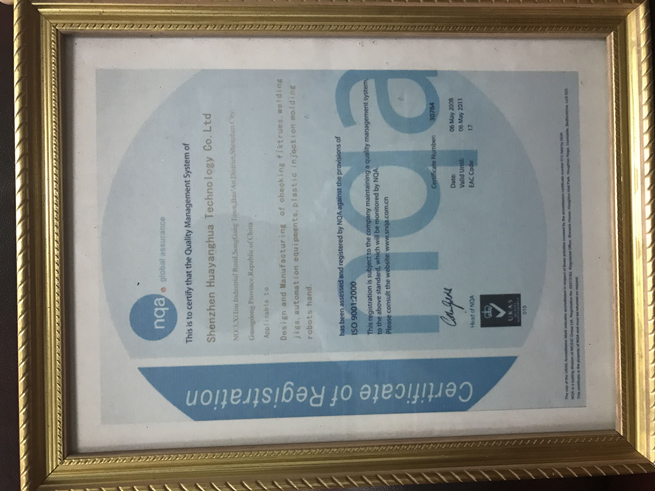 nqa.
global assurance
This is to certify that the Quality Management System of
Shenzhen Huayanghua Technology Co. Ltd
Guangdong Province Republic of China
Applicable to
Design and Manufacturing of obeching fixtrues, welding
jigs, automation equipments, plastic injection molding
robots hand.
has been assessed and registered by NQA against the provisions of
ISO 9001:2000
This registration is subject to the company maintaining a quality management system,
to the above standard, which will be monitored by NQA.
Please consult the website: www.nqa.com.cn
nqa
Head of NQA
Certificate Number: 30764
Date: 06 May 2008
Valid Until: 06 May 2011
EAC Code: 17
UKAS
015
Certificate of Registration